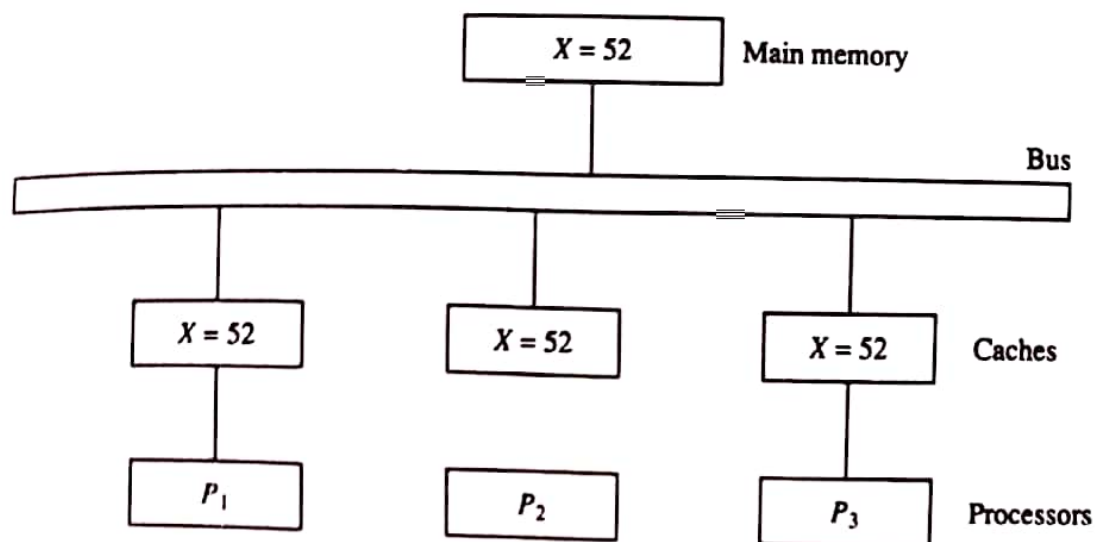 X = 52 Main memory
Bus
X = 52 X = 52 X = 52 Caches
P1 P2 P3 Processors